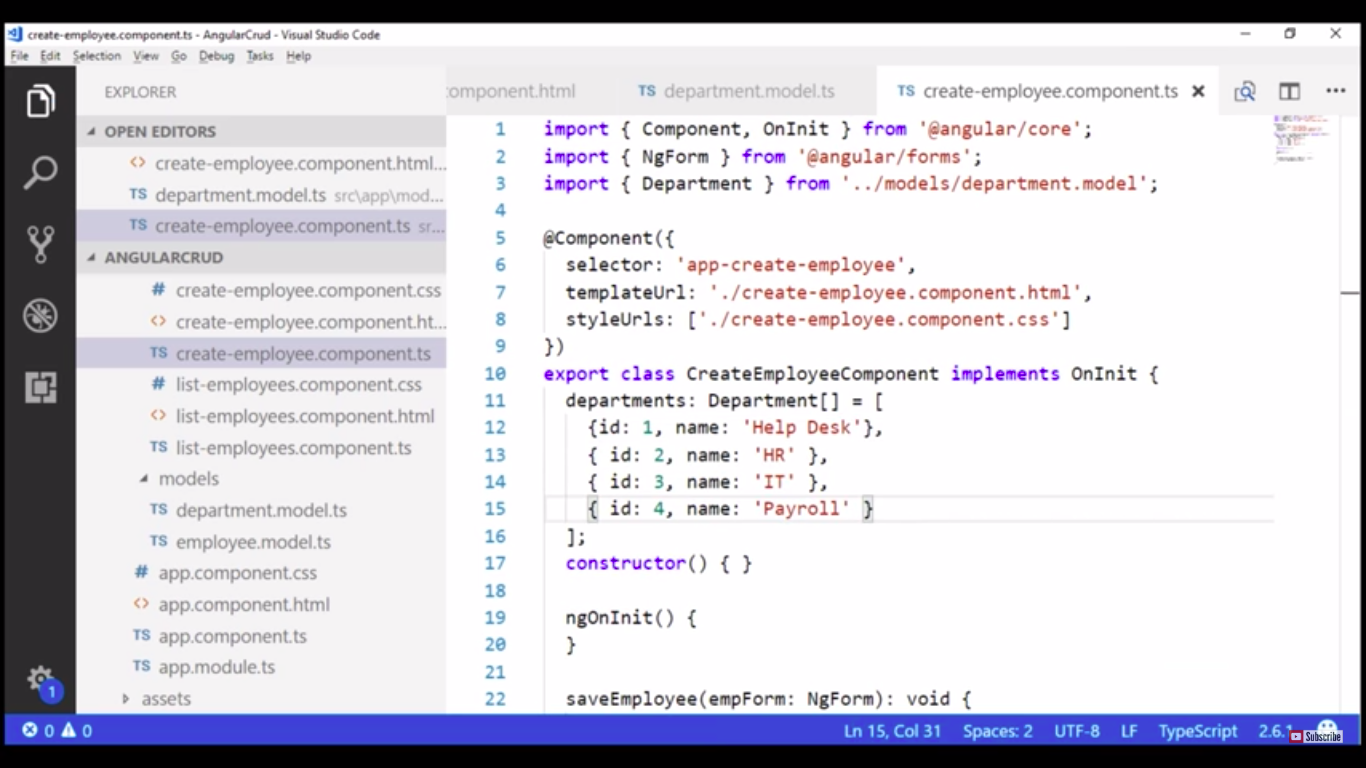 create-employee.component.ts - AngularCrud - Visual Studio Code
File Edit Selection View Go Debug Tasks Help
EXPLORER
omponent.html
TS department.model.ts
TS create-employee.component.ts
OPEN EDITORS
<> create-employee.component.html...
TS department.model.ts src\app\mod...
TS create-employee.component.ts sr...
ANGULARCRUD
# create-employee.component.css
<> create-employee.component.ht...
TS create-employee.component.ts
# list-employees.component.css
<> list-employees.component.html
TS list-employees.component.ts
models
TS department.model.ts
TS employee.model.ts
# app.component.css
<> app.component.html
TS app.component.ts
TS app.module.ts
assets
1
1 import { Component, OnInit } from '@angular/core';
2 import { NgForm } from '@angular/forms';
3 import { Department } from '../models/department.model';
4
5 @Component({
6 selector: 'app-create-employee',
7 templateUrl: './create-employee.component.html',
8 styleUrls: ['./create-employee.component.css']
9 })
10 export class CreateEmployeeComponent implements OnInit {
11 departments: Department[] = [
12 {id: 1, name: 'Help Desk'},
13 { id: 2, name: 'HR' },
14 { id: 3, name: 'IT' },
15 { id: 4, name: 'Payroll' }
16 ];
17 constructor() { }
18
19 ngOnInit() {
20 }
21
22 saveEmployee(empForm: NgForm): void {
0 0 Ln 15, Col 31 Spaces: 2 UTF-8 LF TypeScript 2.6.1
Subscribe